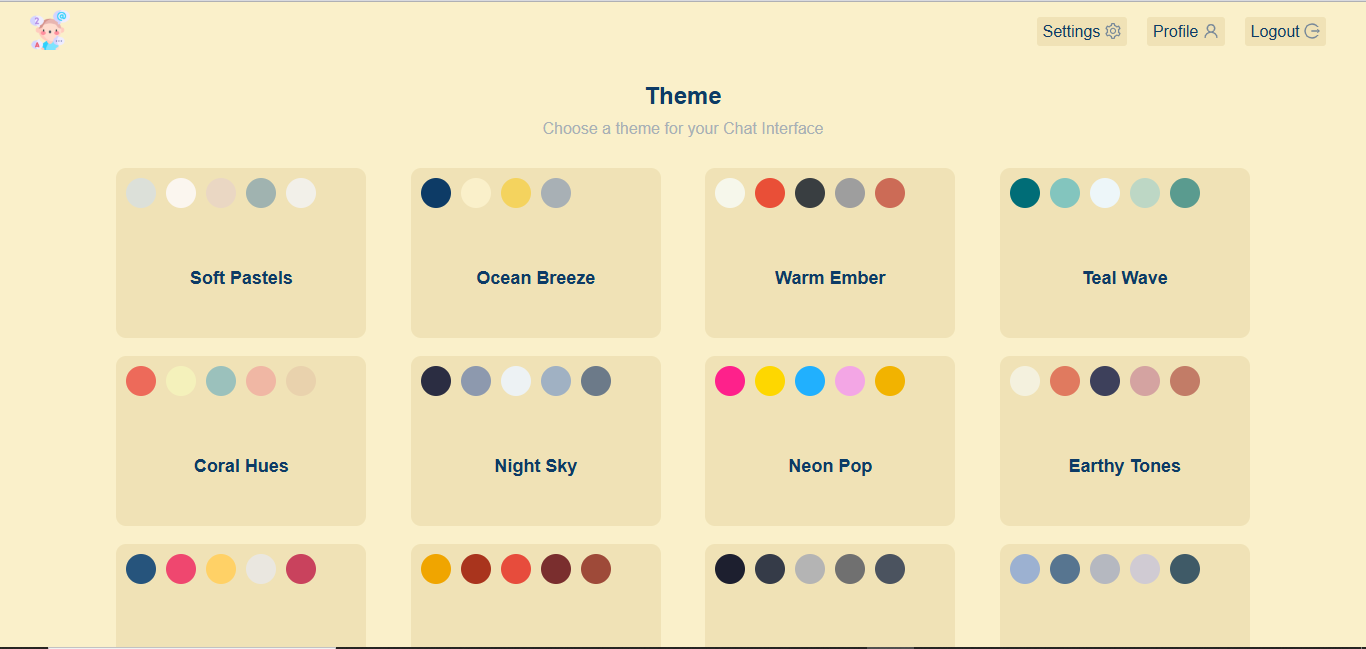 Settings Profile Logout
Theme
Choose a theme for your Chat Interface
Soft Pastels Ocean Breeze Warm Ember Teal Wave
Coral Hues Night Sky Neon Pop Earthy Tones